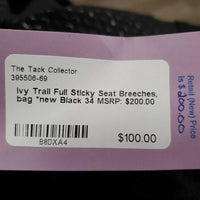 The Tack Collector
395506-69
Ivy Trail Full Sticky Seat Breeches,
bag *new Black 34 MSRP: $200.00
B8DXA4
$100.00
Retail (New) Price
Is $200.00